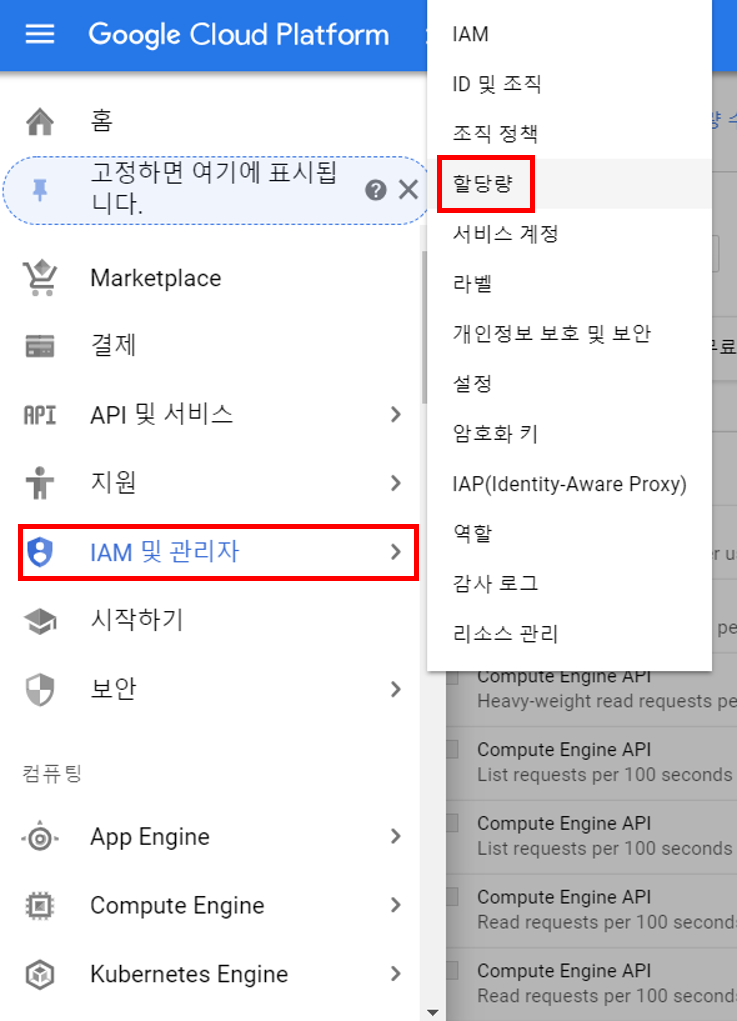 Google Cloud Platform
홈
고정하면 여기에 표시됩
니다.
Marketplace
결제
API
API 및 서비스
지원
IAM 및 관리자
시작하기
보안
컴퓨팅
App Engine
Compute Engine
Kubernetes Engine
IAM
ID 및 조직
조직 정책
할당량
서비스 계정
라벨
개인정보 보호 및 보안
설정
암호화 키
IAP(Identity-Aware Proxy)
역할
감사 로그
리소스 관리
Compute Engine API
Heavy-weight read requests pe
Compute Engine API
List requests per 100 seconds
Compute Engine API
List requests per 100 seconds
Compute Engine API
Read requests per 100 second
Compute Engine API
Read requests per 100 second